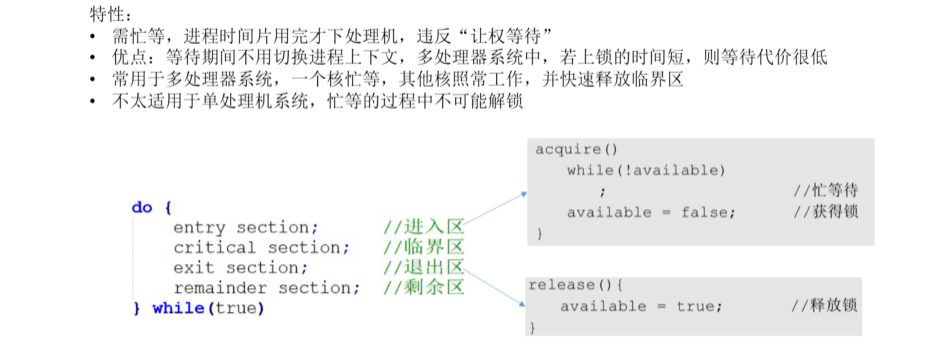 特性：
• 需忙等，进程时间片用完才下处理机，违反“让权等待”
• 优点：等待期间不用切换进程上下文，多处理器系统中，若上锁的时间短，则等待代价很低
• 常用于多处理器系统，一个核忙等，其他核照常工作，并快速释放临界区
• 不太适用于单处理机系统，忙等的过程中不可能解锁
do {
entry section; //进入区
critical section; //临界区
exit section; //退出区
remainder section; //剩余区
} while(true)
acquire()
while(!available)
; //忙等待
available = false; //获得锁
}
release(){
available = true; //释放锁
}